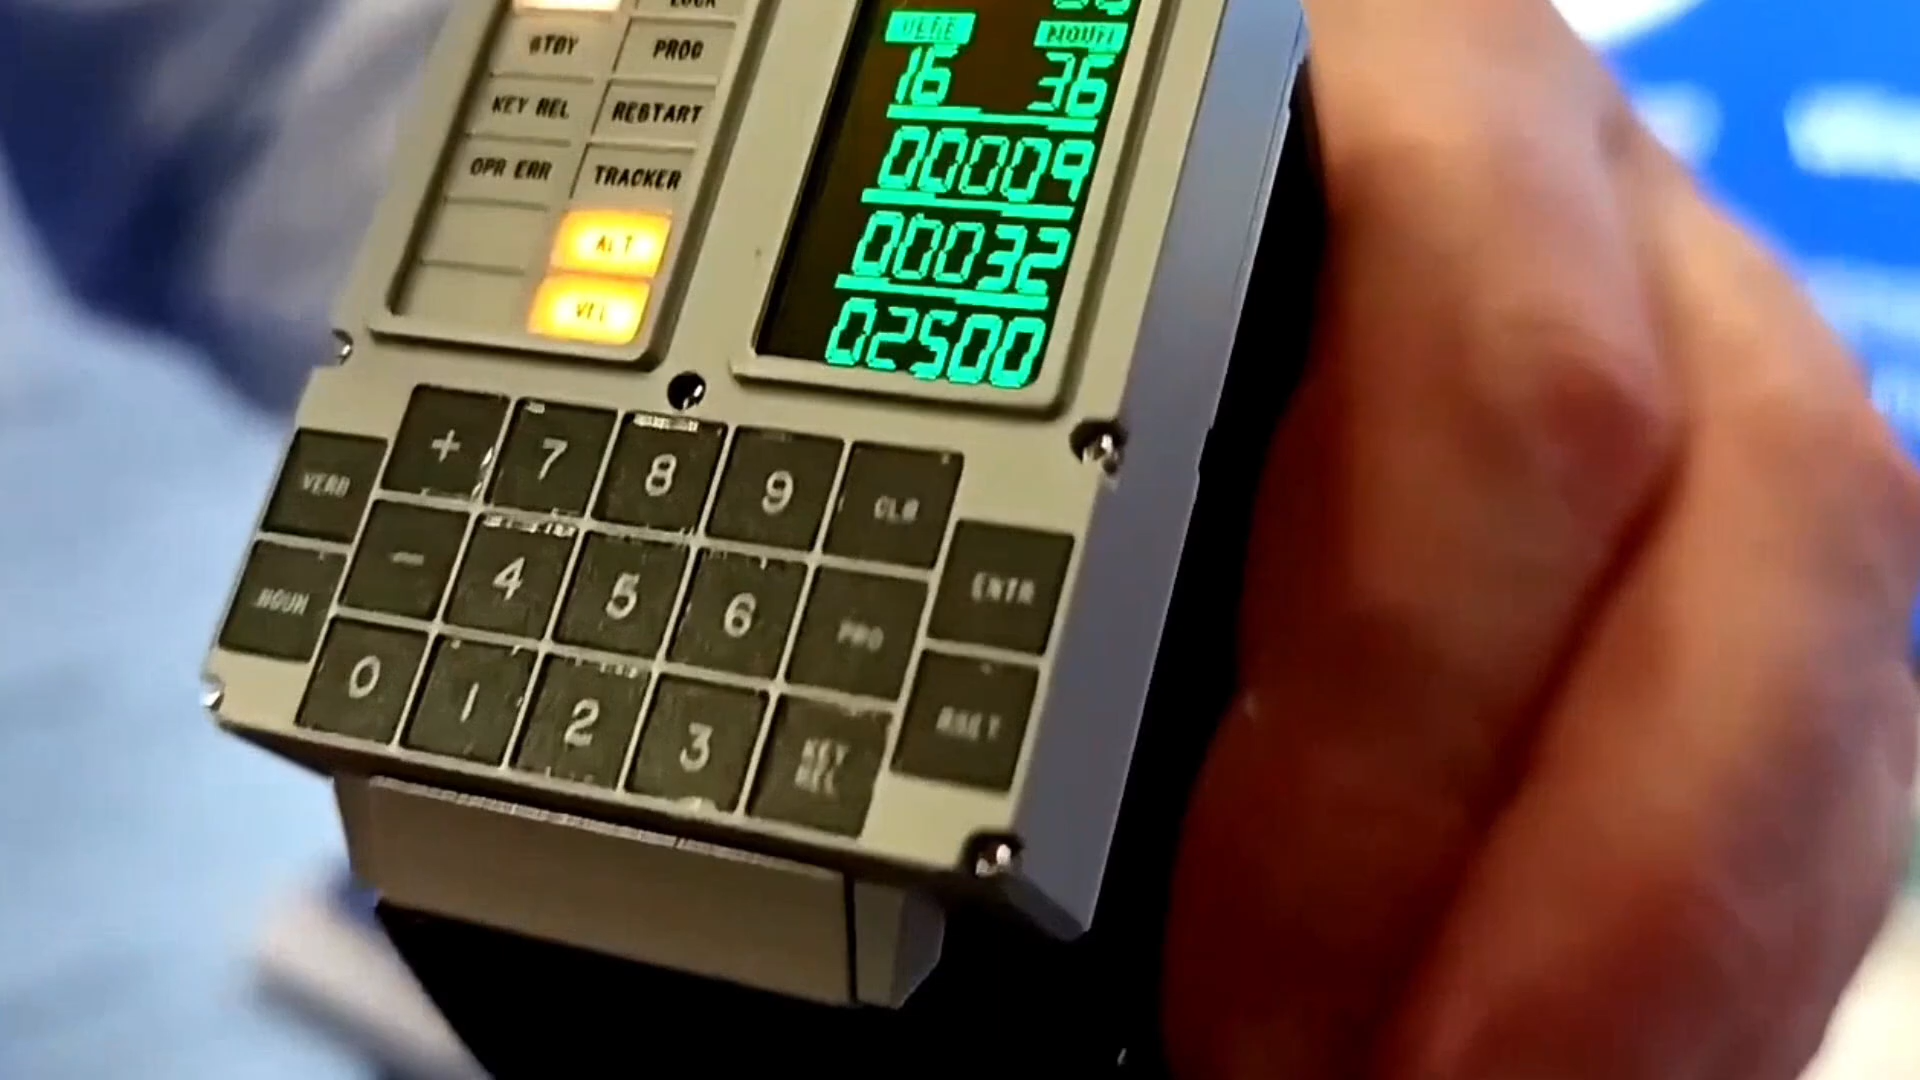 LOCK
STBY PROG
KEY REL RESTART
OPR ERR TRACKER
ALT
VEL
VERB NOUN
16 36
00009
00032
02500
VERB + 7 8 9 CLR
NOUN - 4 5 6 PRO ENTR
0 1 2 3 KEY REL RSET